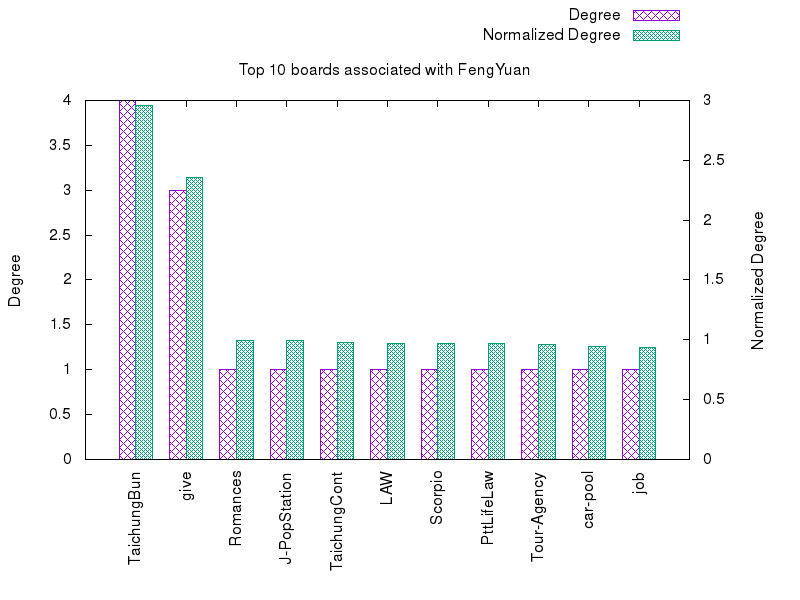 Degree
Normalized Degree
Top 10 boards associated with FengYuan
4
3.5
3
2.5
2
1.5
1
0.5
0
3
2.5
2
1.5
1
0.5
0
Degree
Normalized Degree
TaichungBun
give
Romances
J-PopStation
TaichungCont
LAW
Scorpio
PttLifeLaw
Tour-Agency
car-pool
job